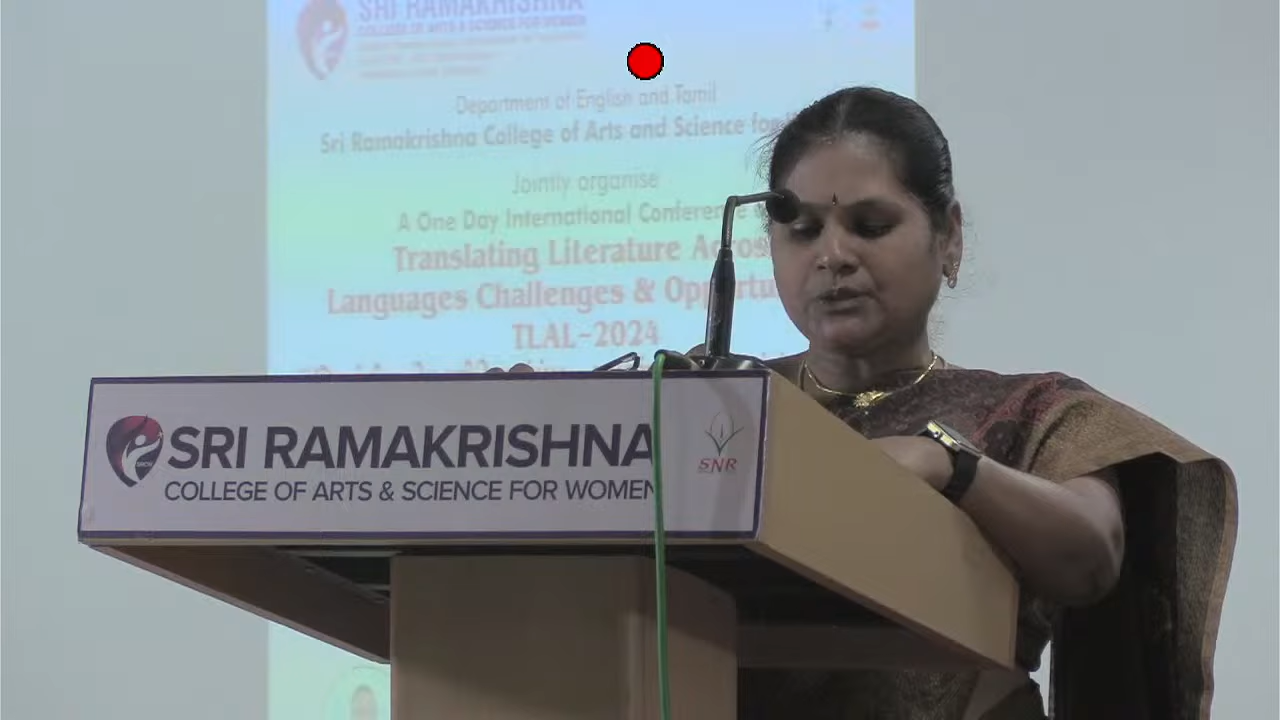 SRI RAMAKRISHNA
COLLEGE OF ARTS & SCIENCE FOR WOMEN
Department of English and Tamil
Sri Ramakrishna College of Arts and Science for
Jointly organise
A One Day International Conference
Translating Literature Across
Languages Challenges &
TLAL-2024
SRI RAMAKRISHNA
COLLEGE OF ARTS & SCIENCE FOR WOMEN
SNR